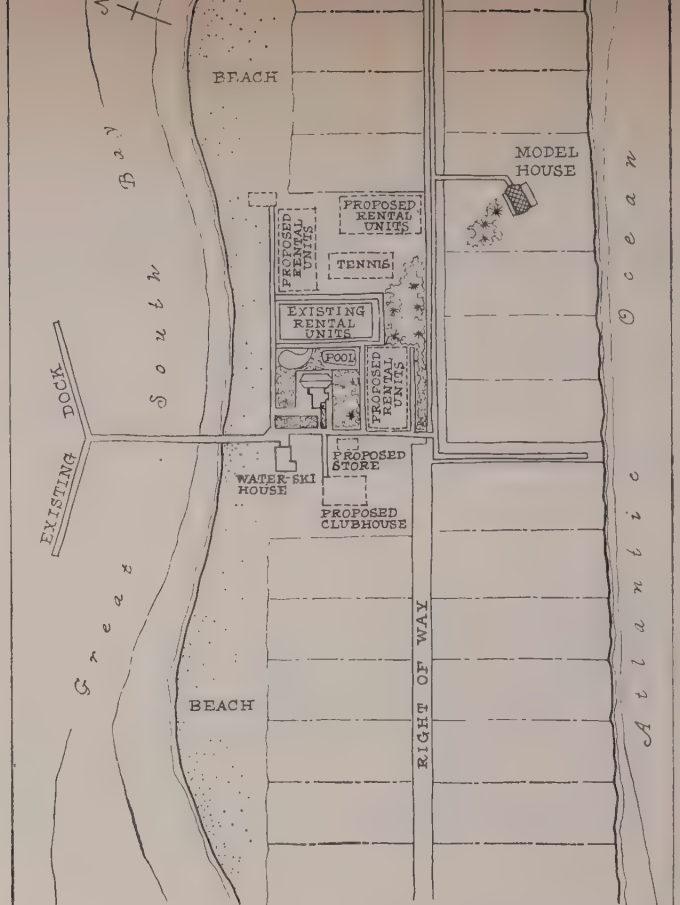 N
BEACH
MODEL
HOUSE
PROPOSED
RENTAL
UNITS
PROPOSED
RENTAL
UNITS
TENNIS
EXISTING
RENTAL
UNITS
POOL
PROPOSED
RENTAL
UNITS
EXISTING DOCK
PROPOSED
STORE
WATER-SKI
HOUSE
PROPOSED
CLUBHOUSE
BEACH
RIGHT OF WAY
Great South Bay
Atlantic Ocean